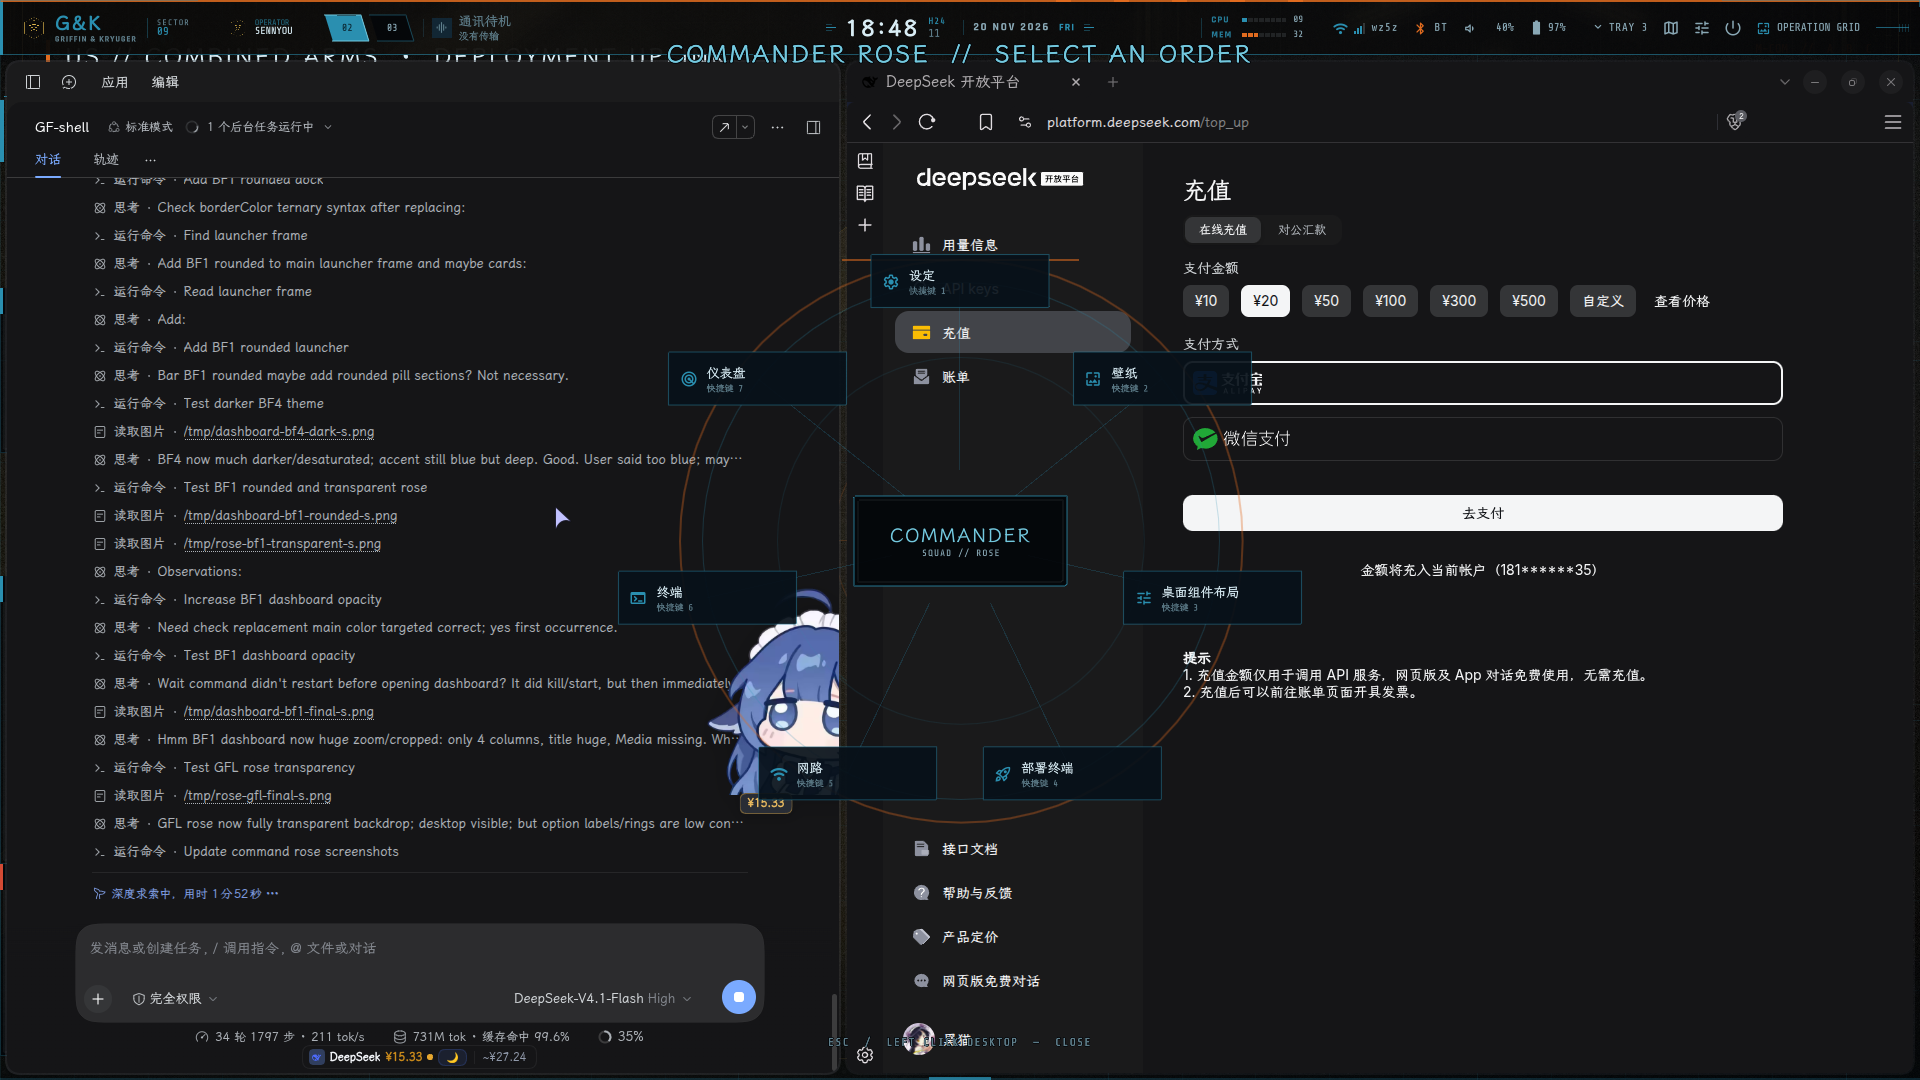 G&K
GRIFFIN & KRYUGER
SECTOR
09
OPERATOR
SENNYOU
02
03
通讯待机
没有传输
18:48
H24
11
20 NOV 2026 FRI
CPU 09
MEM 32
wz5z
BT
40%
97%
TRAY 3
OPERATION GRID
COMMANDER ROSE // SELECT AN ORDER
应用
编辑
GF-shell
标准模式
1 个后台任务运行中
对话
轨迹
运行命令 · Add BF1 rounded dock
思考 · Check borderColor ternary syntax after replacing:
运行命令 · Find launcher frame
思考 · Add BF1 rounded to main launcher frame and maybe cards:
运行命令 · Read launcher frame
思考 · Add:
运行命令 · Add BF1 rounded launcher
思考 · Bar BF1 rounded maybe add rounded pill sections? Not necessary.
运行命令 · Test darker BF4 theme
读取图片 · /tmp/dashboard-bf4-dark-s.png
思考 · BF4 now much darker/desaturated; accent still blue but deep. Good. User said too blue; may…
运行命令 · Test BF1 rounded and transparent rose
读取图片 · /tmp/dashboard-bf1-rounded-s.png
读取图片 · /tmp/rose-bf1-transparent-s.png
思考 · Observations:
运行命令 · Increase BF1 dashboard opacity
思考 · Need check replacement main color targeted correct; yes first occurrence.
运行命令 · Test BF1 dashboard opacity
思考 · Wait command didn't restart before opening dashboard? It did kill/start, but then immediately
读取图片 · /tmp/dashboard-bf1-final-s.png
思考 · Hmm BF1 dashboard now huge zoom/cropped: only 4 columns, title huge, Media missing. Wh…
运行命令 · Test GFL rose transparency
读取图片 · /tmp/rose-gfl-final-s.png
思考 · GFL rose now fully transparent backdrop; desktop visible; but option labels/rings are low con…
运行命令 · Update command rose screenshots
深度求索中，用时 1 分 52 秒 …
¥15.33
发消息或创建任务，/ 调用指令，@ 文件或对话
完全权限
DeepSeek-V4.1-Flash High
34 轮 1797 步 · 211 tok/s
731M tok · 缓存命中 99.6%
35%
DeepSeek ¥15.33
~¥27.24
DeepSeek 开放平台
platform.deepseek.com/top_up
2
deepseek 开放平台
用量信息
API keys
充值
账单
接口文档
帮助与反馈
产品定价
网页版免费对话
黑猫
充值
在线充值
对公汇款
支付金额
¥10
¥20
¥50
¥100
¥300
¥500
自定义
查看价格
支付方式
支付宝
微信支付
去支付
金额将充入当前帐户（181******35）
提示
1. 充值金额仅用于调用 API 服务，网页版及 App 对话免费使用，无需充值。
2. 充值后可以前往账单页面开具发票。
设定
快捷键 1
壁纸
快捷键 2
桌面组件布局
快捷键 3
部署终端
快捷键 4
网路
快捷键 5
终端
快捷键 6
仪表盘
快捷键 7
COMMANDER
SQUAD // ROSE
ESC / LEFT CLICK DESKTOP — CLOSE